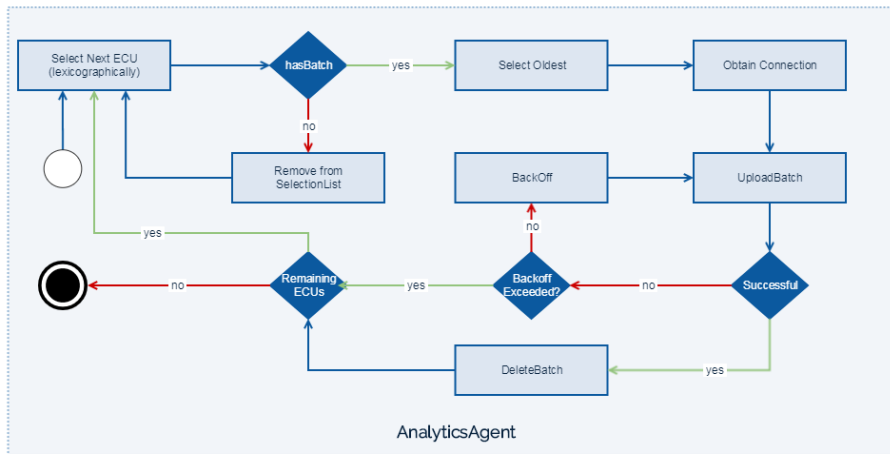 Select Next ECU
(lexicographically)
hasBatch
yes
Select Oldest
Obtain Connection
no
Remove from
SelectionList
BackOff
UploadBatch
yes
no
Remaining
ECUs
Backoff
Exceeded?
Successful
no
yes
no
DeleteBatch
yes
AnalyticsAgent